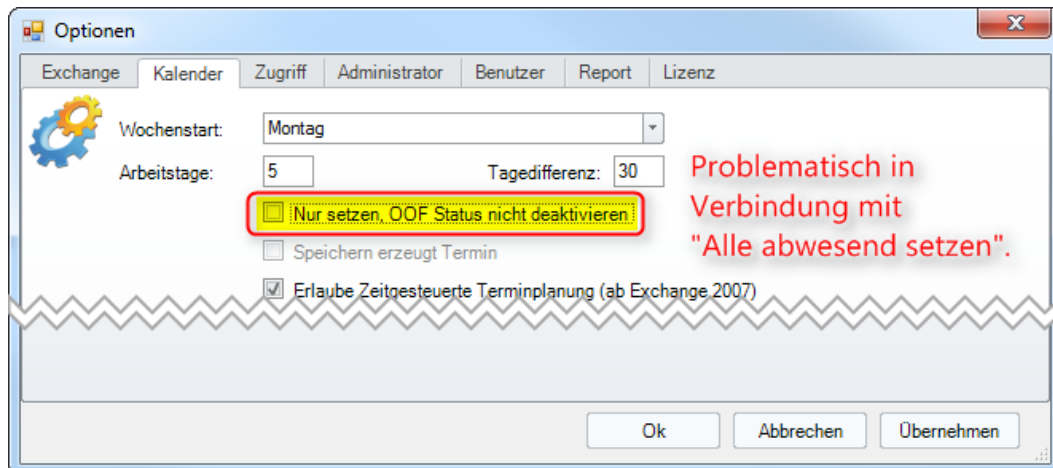 Optionen
Exchange Kalender Zugriff Administrator Benutzer Report Lizenz
Wochenstart: Montag
Arbeitstage: 5 Tagedifferenz: 30
Nur setzen, OOF Status nicht deaktivieren
Speichern erzeugt Termin
Erlaube Zeitgesteuerte Terminplanung (ab Exchange 2007)
Problematisch in
Verbindung mit
"Alle abwesend setzen".
Ok Abbrechen Übernehmen